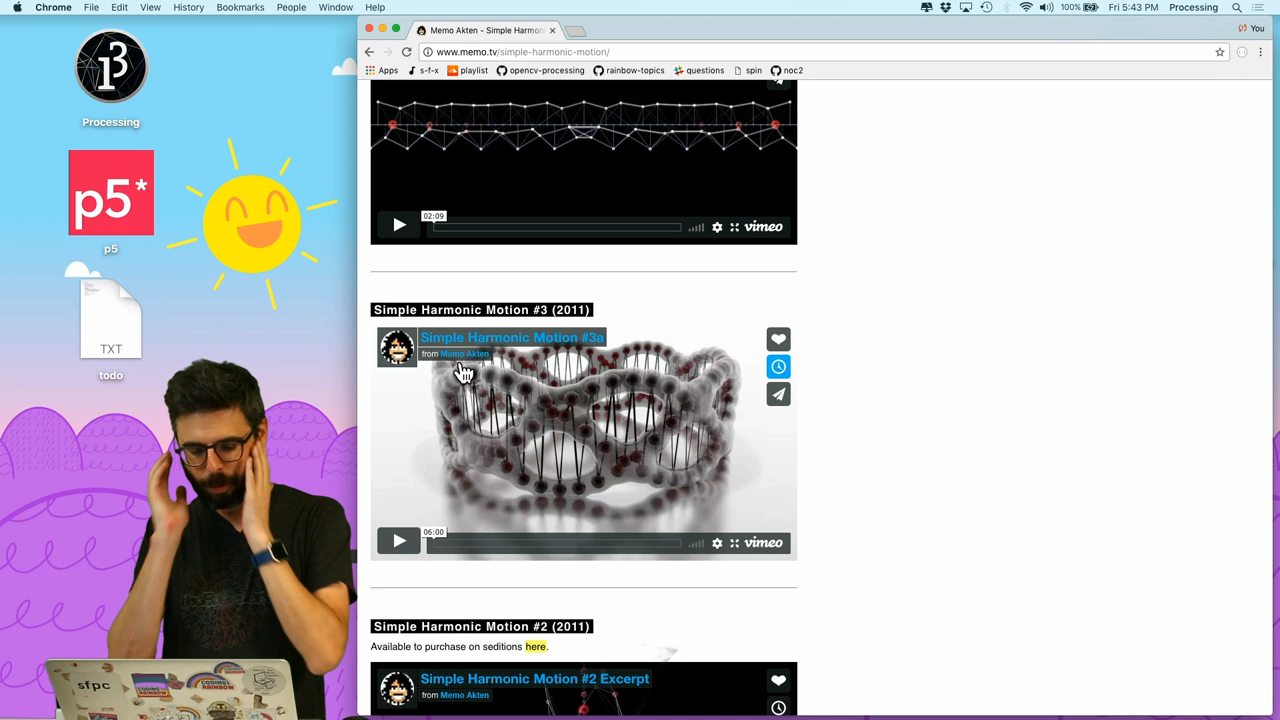 Chrome File Edit View History Bookmarks People Window Help
100% Fri 5:43 PM Processing
Memo Akten - Simple Harmoni
You
www.memo.tv/simple-harmonic-motion/
Apps s-f-x playlist opencv-processing rainbow-topics questions spin noc2
Processing
p5*
p5
TXT
todo
02:09
vimeo
Simple Harmonic Motion #3 (2011)
Simple Harmonic Motion #3a
from Memo Akten
06:00
vimeo
Simple Harmonic Motion #2 (2011)
Available to purchase on seditions here.
Simple Harmonic Motion #2 Excerpt
from Memo Akten
sfpc
CODING
RAINBOW